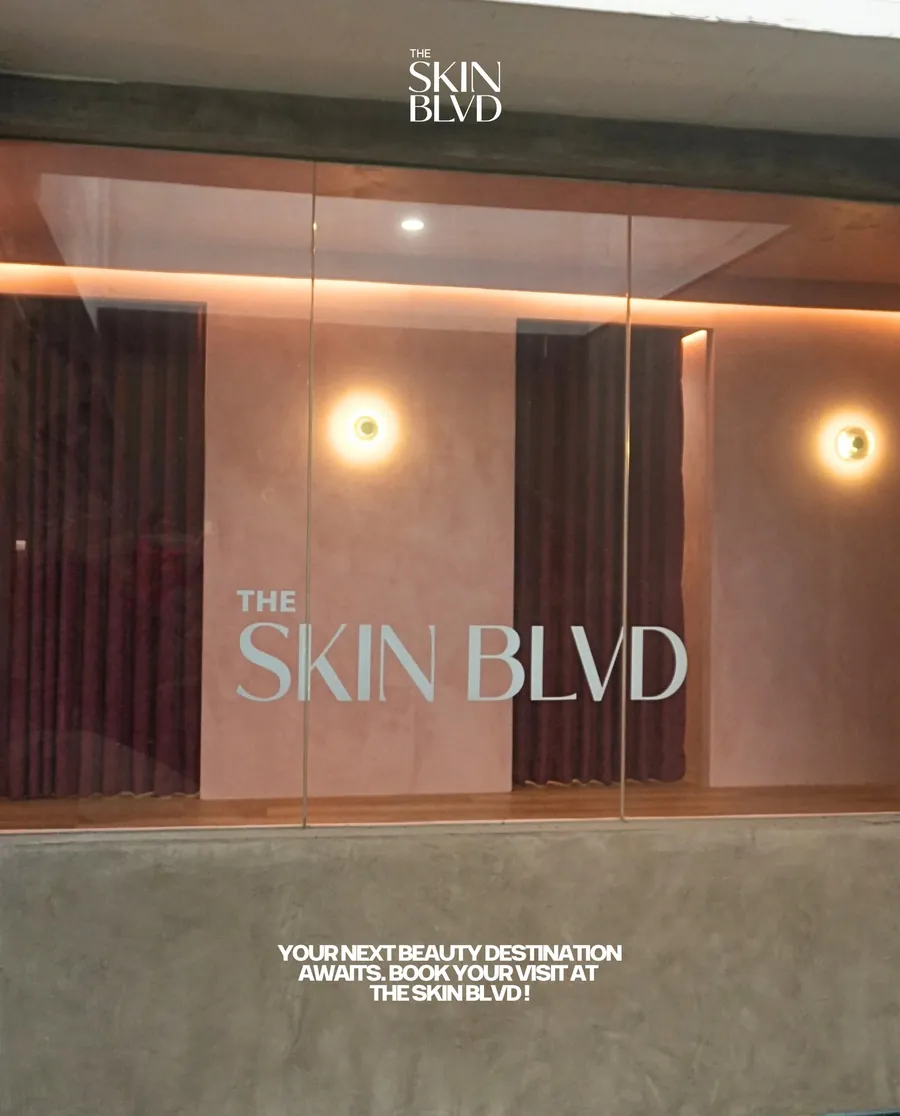 THE
SKIN
BLVD
THE
SKIN BLVD
YOUR NEXT BEAUTY DESTINATION
AWAITS. BOOK YOUR VISIT AT
THE SKIN BLVD !